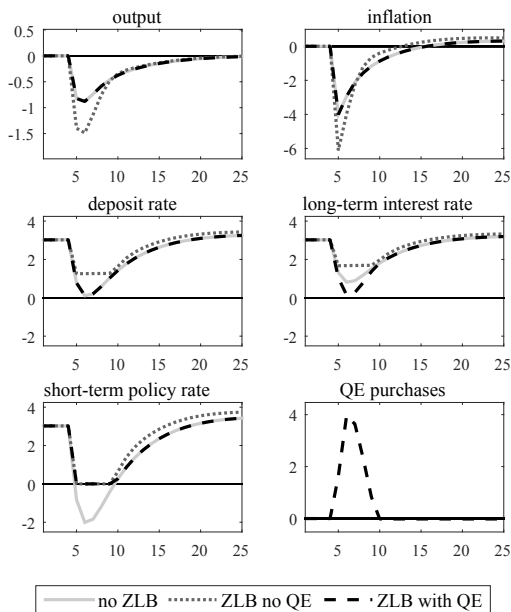 output
inflation
0.5
0
-0.5
-1
-1.5
5 10 15 20 25
0
-2
-4
-6
5 10 15 20 25
deposit rate
long-term interest rate
4
2
0
-2
5 10 15 20 25
4
2
0
-2
5 10 15 20 25
short-term policy rate
QE purchases
4
2
0
-2
5 10 15 20 25
4
2
0
5 10 15 20 25
no ZLB ZLB no QE ZLB with QE